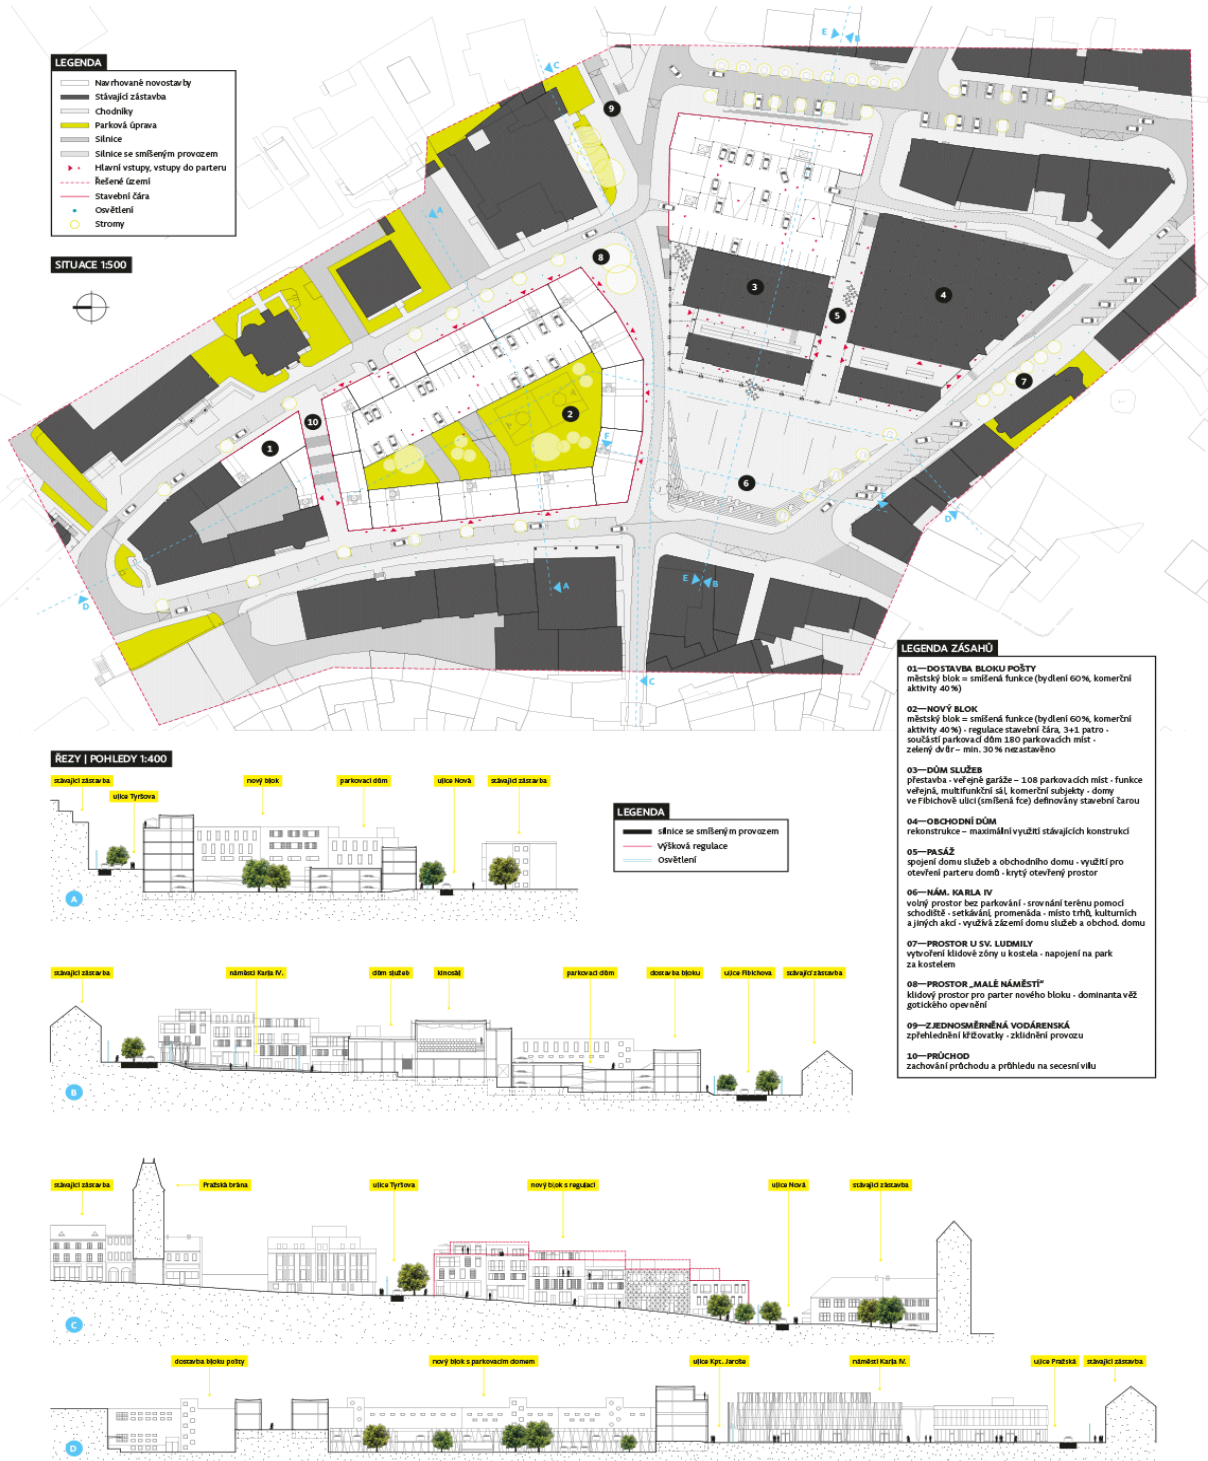 LEGENDA
Navrhované novostavby
Stávající zástavba
Chodníky
Parková úprava
Silnice
Silnice se smíšeným provozem
Hlavní vstupy, vstupy do parteru
Řešené území
Stavební čára
Osvětlení
Stromy
SITUACE 1:500
E
B
C
A
9
8
3
4
5
7
10
1
2
F
6
F
D
D
A
E
B
C
LEGENDA ZÁSAHŮ
01—DOSTAVBA BLOKU POŠTY
městský blok = smíšená funkce (bydlení 60%, komerční
aktivity 40%)
02—NOVÝ BLOK
městský blok = smíšená funkce (bydlení 60%, komerční
aktivity 40%) - regulace stavební čára, 3+1 patro -
součástí parkovací dům 180 parkovacích míst -
zelený dvůr – min. 30% nezastavěno
03—DŮM SLUŽEB
přestavba - veřejné garáže – 108 parkovacích míst - funkce
veřejná, multifunkční sál, komerční subjekty - domy
ve Fibichově ulici (smíšená fce) definovány stavební čarou
04—OBCHODNÍ DŮM
rekonstrukce – maximální využití stávajících konstrukcí
05—PASÁŽ
spojení domu služeb a obchodního domu - využití pro
otevření parteru domů - krytý otevřený prostor
06—NÁM. KARLA IV
volný prostor bez parkování - srovnání terénu pomocí
schodiště - setkávání, promenáda - místo trhů, kulturních
a jiných akcí - využívá zázemí domu služeb a obchod. domu
07—PROSTOR U SV. LUDMILY
vytvoření klidové zóny u kostela - napojení na park
za kostelem
08—PROSTOR „MALÉ NÁMĚSTÍ“
klidový prostor pro parter nového bloku - dominanta věž
gotického opevnění
09—ZJEDNOSMĚRNĚNÁ VODÁRENSKÁ
zpřehlednění křižovatky - zklidnění provozu
10—PRŮCHOD
zachování průchodu a průhledu na secesní vilu
ŘEZY | POHLEDY 1:400
stávající zástavba
ulice Tyršova
nový blok
parkovací dům
ulice Nová
stávající zástavba
A
LEGENDA
silnice se smíšeným provozem
Výšková regulace
Osvětlení
stávající zástavba
náměstí Karla IV.
dům služeb
kinosál
parkovací dům
dostavba bloku
ulice Fibichova
stávající zástavba
B
stávající zástavba
Pražská brána
ulice Tyršova
nový blok s regulací
ulice Nová
stávající zástavba
C
dostavba bloku pošty
nový blok s parkovacím domem
ulice Kpt. Jaroše
náměstí Karla IV.
ulice Pražská
stávající zástavba
D